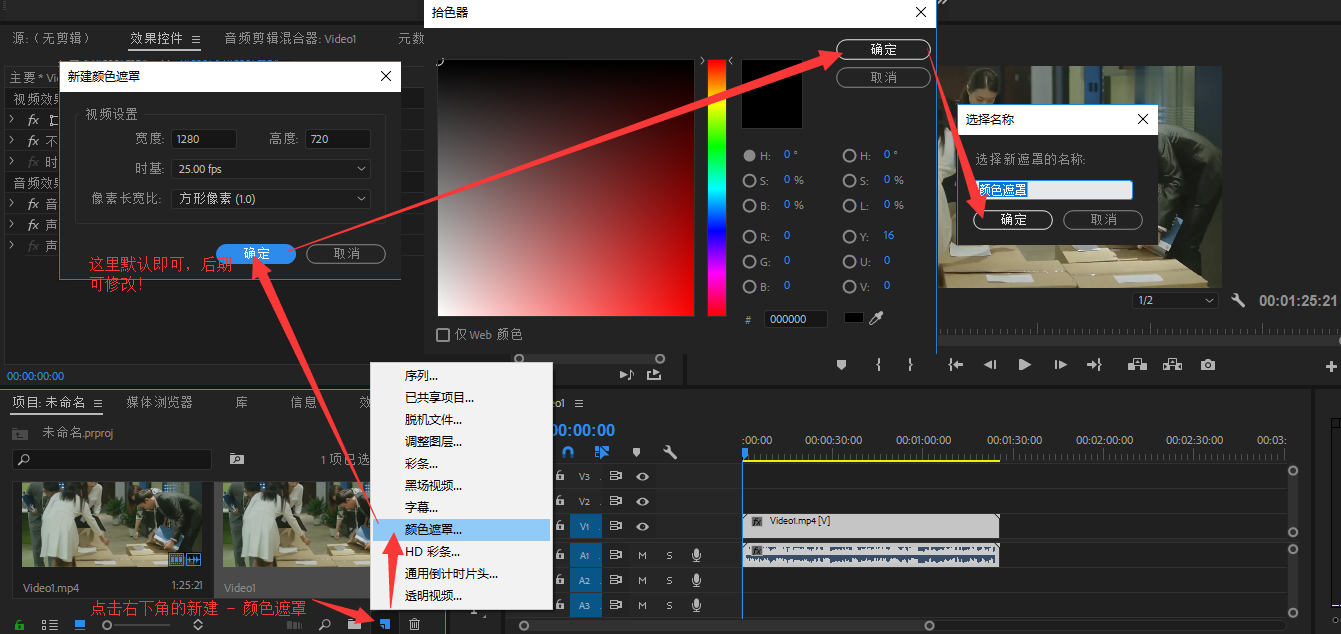 拾色器
源:（无剪辑）
效果控件
音频剪辑混合器: Video1
元数
主要 * Vi
视频效果
fx
fx 不
fx 时
音频效果
fx 音
fx 声
fx 声
新建颜色遮罩
视频设置
宽度: 1280
高度: 720
时基: 25.00 fps
像素长宽比: 方形像素 (1.0)
确定
取消
这里默认即可，后期
可修改！
确定
取消
H: 0 °
S: 0 %
B: 0 %
R: 0
G: 0
B: 0
H: 0 °
S: 0 %
L: 0 %
Y: 16
U: 0
V: 0
# 000000
仅 Web 颜色
选择名称
选择新遮罩的名称:
颜色遮罩
确定
取消
1/2
00:01:25:21
00:00:00:00
项目: 未命名
媒体浏览器
库
信息
效
未命名.prproj
1 项已选
Video1.mp4
1:25:21
Video1
序列...
已共享项目...
脱机文件...
调整图层...
彩条...
黑场视频...
字幕...
颜色遮罩...
HD 彩条...
通用倒计时片头...
透明视频...
点击右下角的新建 - 颜色遮罩
eo1
00:00:00
:00:00
00:00:30:00
00:01:00:00
00:01:30:00
00:02:00:00
00:02:30:00
00:03:
V3
V2
V1
fx Video1.mp4 [V]
A1 M S
fx
A2 M S
A3 M S